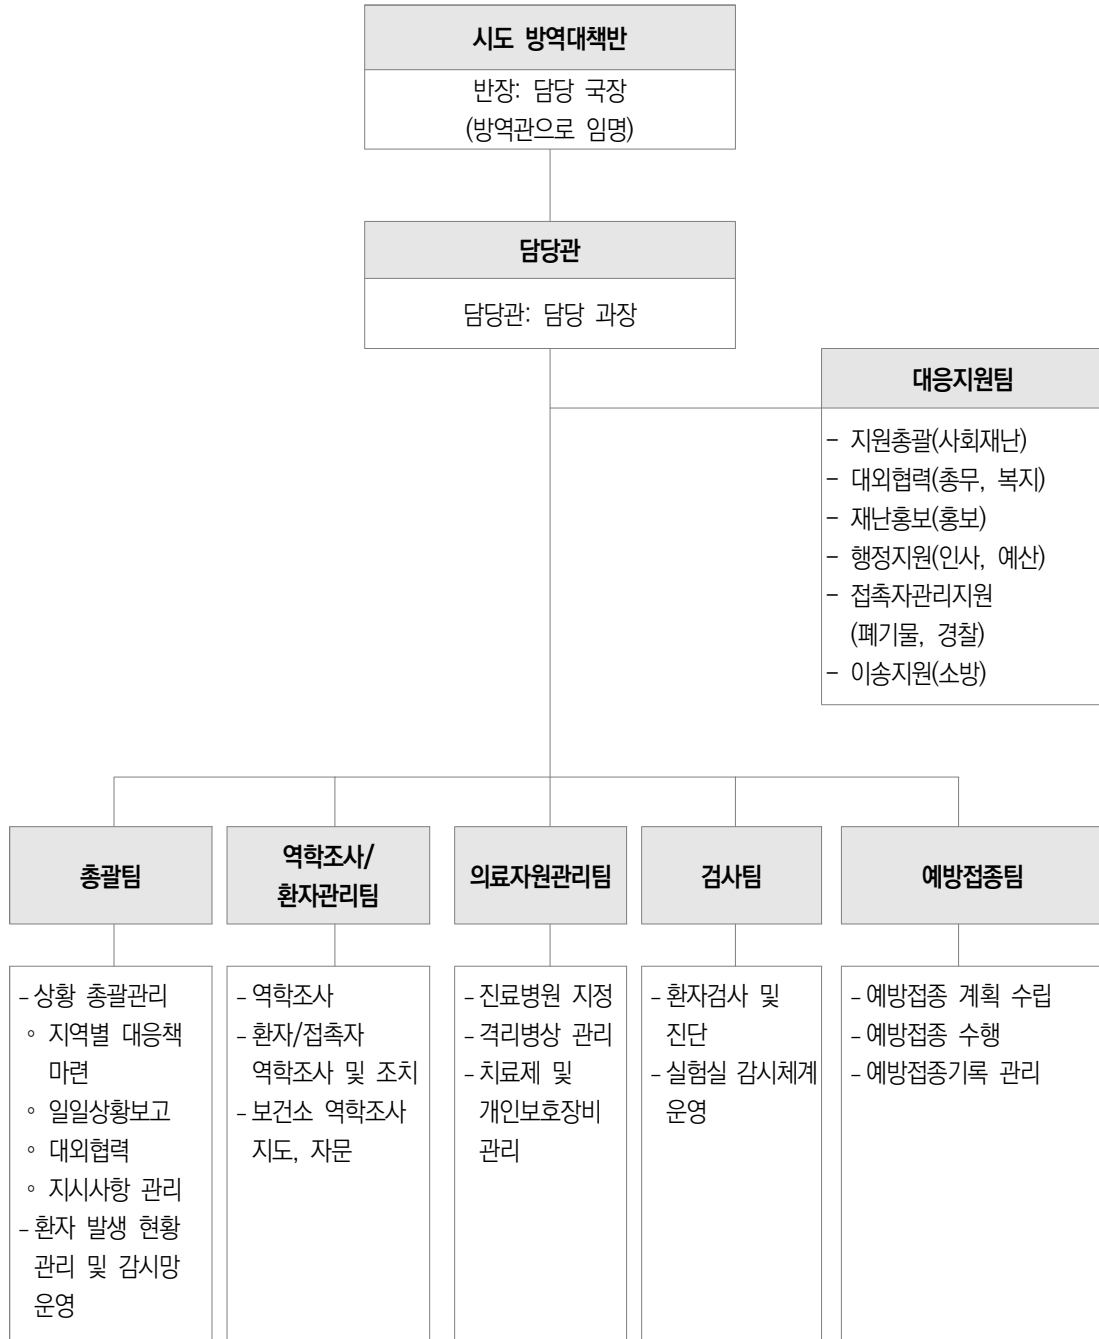 시도 방역대책반
반장: 담당 국장
(방역관으로 임명)
담당관
담당관: 담당 과장
대응지원팀
- 지원총괄(사회재난)
- 대외협력(총무, 복지)
- 재난홍보(홍보)
- 행정지원(인사, 예산)
- 접촉자관리지원
(폐기물, 경찰)
- 이송지원(소방)
총괄팀
- 상황 총괄관리
◦ 지역별 대응책
마련
◦ 일일상황보고
◦ 대외협력
◦ 지시사항 관리
- 환자 발생 현황
관리 및 감시망
운영
역학조사/
환자관리팀
- 역학조사
- 환자/접촉자
역학조사 및 조치
- 보건소 역학조사
지도, 자문
의료자원관리팀
- 진료병원 지정
- 격리병상 관리
- 치료제 및
개인보호장비
관리
검사팀
- 환자검사 및
진단
- 실험실 감시체계
운영
예방접종팀
- 예방접종 계획 수립
- 예방접종 수행
- 예방접종기록 관리